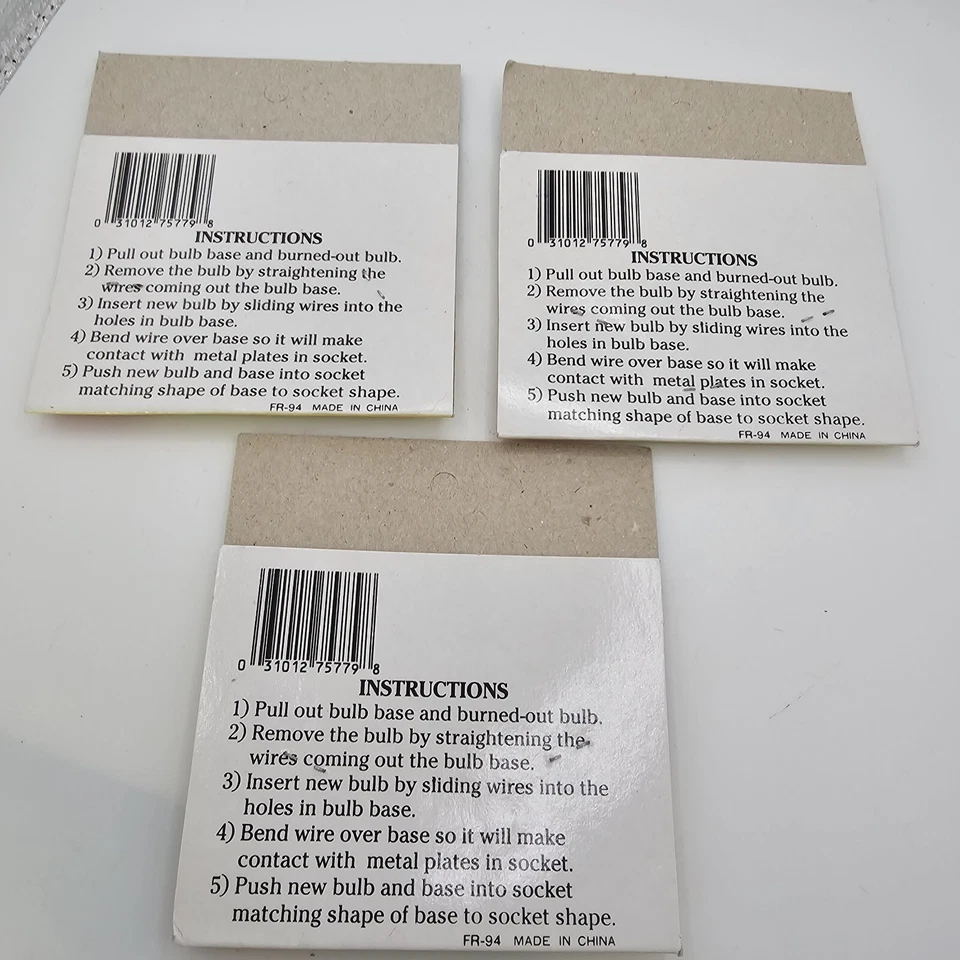 0 31012 75779 8
INSTRUCTIONS
1) Pull out bulb base and burned-out bulb.
2) Remove the bulb by straightening the
wires coming out the bulb base.
3) Insert new bulb by sliding wires into the
holes in bulb base.
4) Bend wire over base so it will make
contact with metal plates in socket.
5) Push new bulb and base into socket
matching shape of base to socket shape.
FR-94 MADE IN CHINA
0 31012 75779 8
INSTRUCTIONS
1) Pull out bulb base and burned-out bulb.
2) Remove the bulb by straightening the
wires coming out the bulb base.
3) Insert new bulb by sliding wires into the
holes in bulb base.
4) Bend wire over base so it will make
contact with metal plates in socket.
5) Push new bulb and base into socket
matching shape of base to socket shape.
FR-94 MADE IN CHINA
0 31012 75779 8
INSTRUCTIONS
1) Pull out bulb base and burned-out bulb.
2) Remove the bulb by straightening the
wires coming out the bulb base.
3) Insert new bulb by sliding wires into the
holes in bulb base.
4) Bend wire over base so it will make
contact with metal plates in socket.
5) Push new bulb and base into socket
matching shape of base to socket shape.
FR-94 MADE IN CHINA